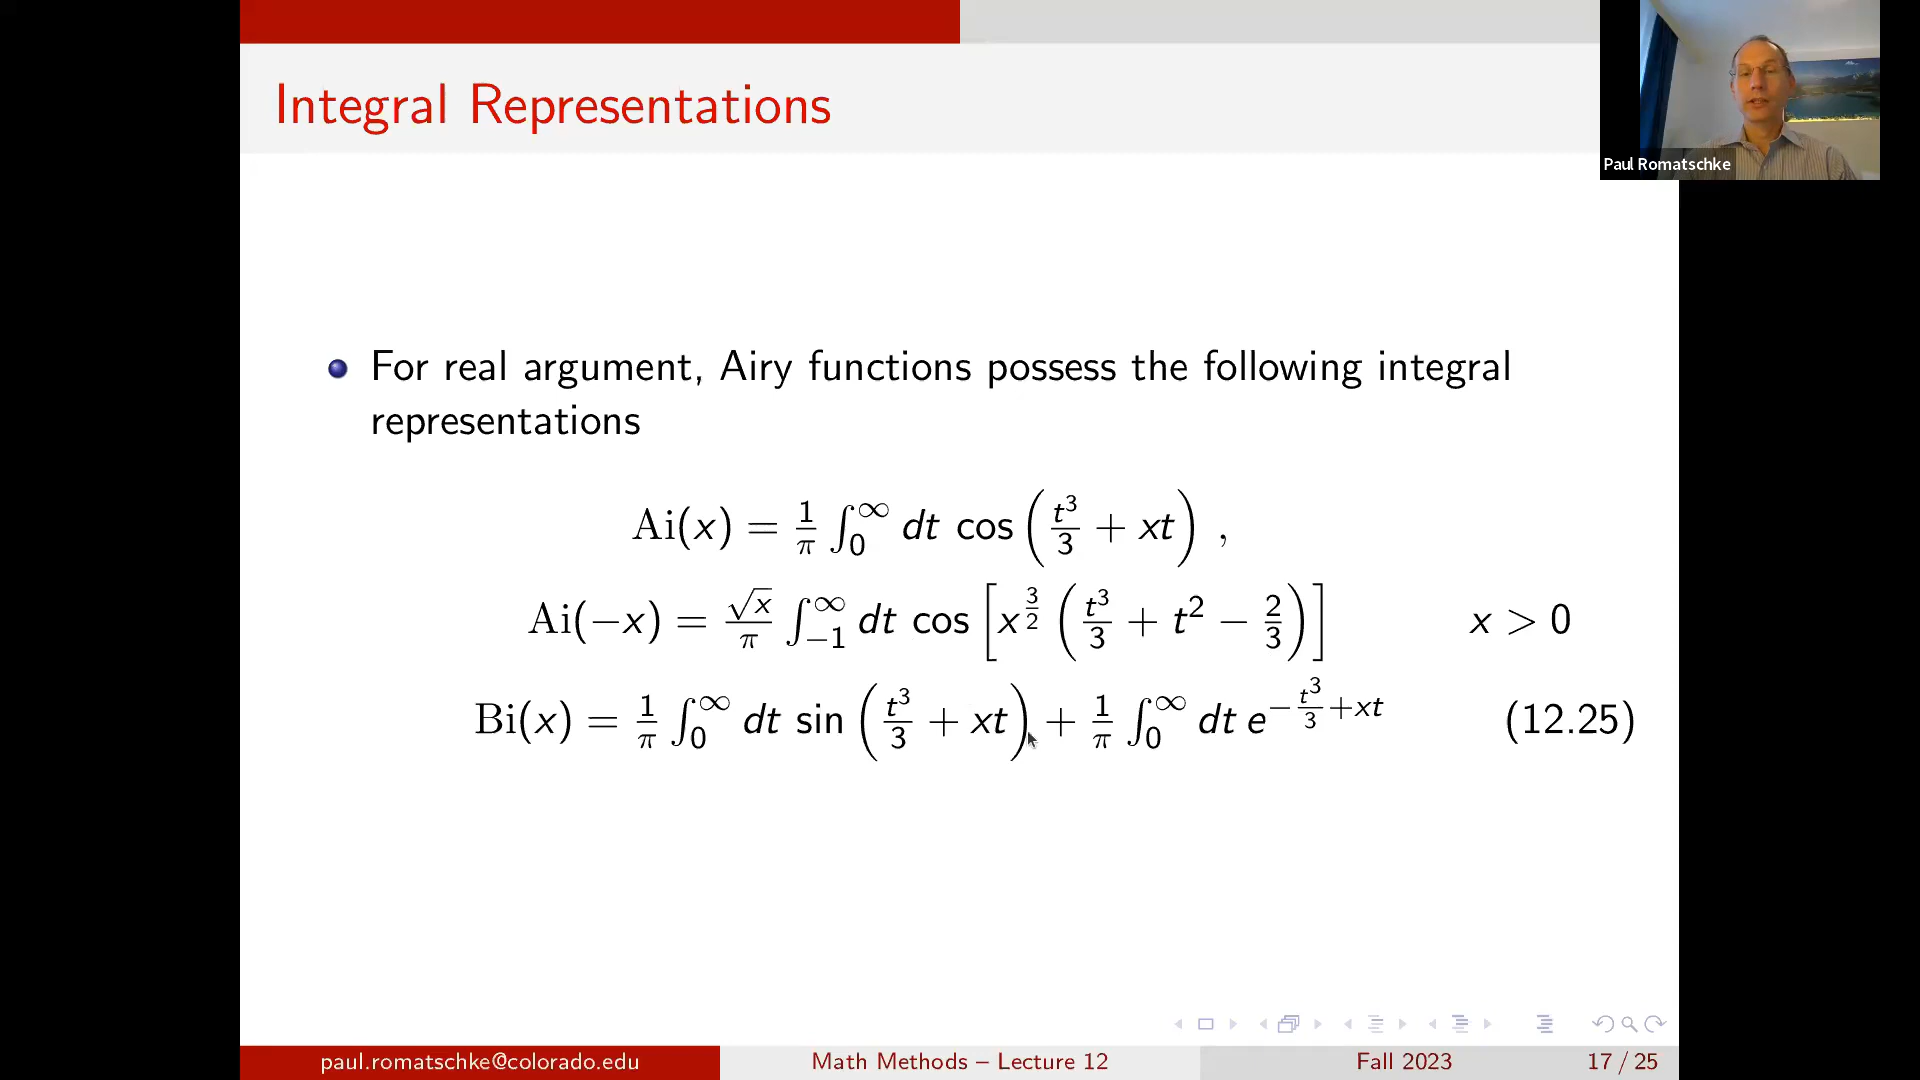 Integral Representations
Paul Romatschke
For real argument, Airy functions possess the following integral
representations
Ai(x) = 1/π ∫₀^∞ dt cos(t³/3 + xt) ,
Ai(−x) = √x/π ∫₋₁^∞ dt cos[x^(3/2) (t³/3 + t² − 2/3)] x > 0
Bi(x) = 1/π ∫₀^∞ dt sin(t³/3 + xt) + 1/π ∫₀^∞ dt e^(−t³/3 + xt) (12.25)
paul.romatschke@colorado.edu Math Methods – Lecture 12 Fall 2023 17 / 25